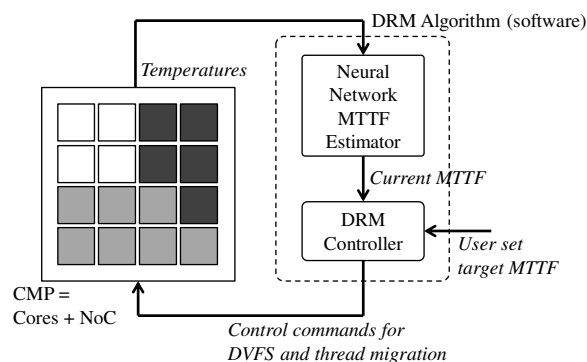 DRM Algorithm (software)
Temperatures
Neural
Network
MTTF
Estimator
Current MTTF
DRM
Controller
User set
target MTTF
CMP =
Cores + NoC
Control commands for
DVFS and thread migration